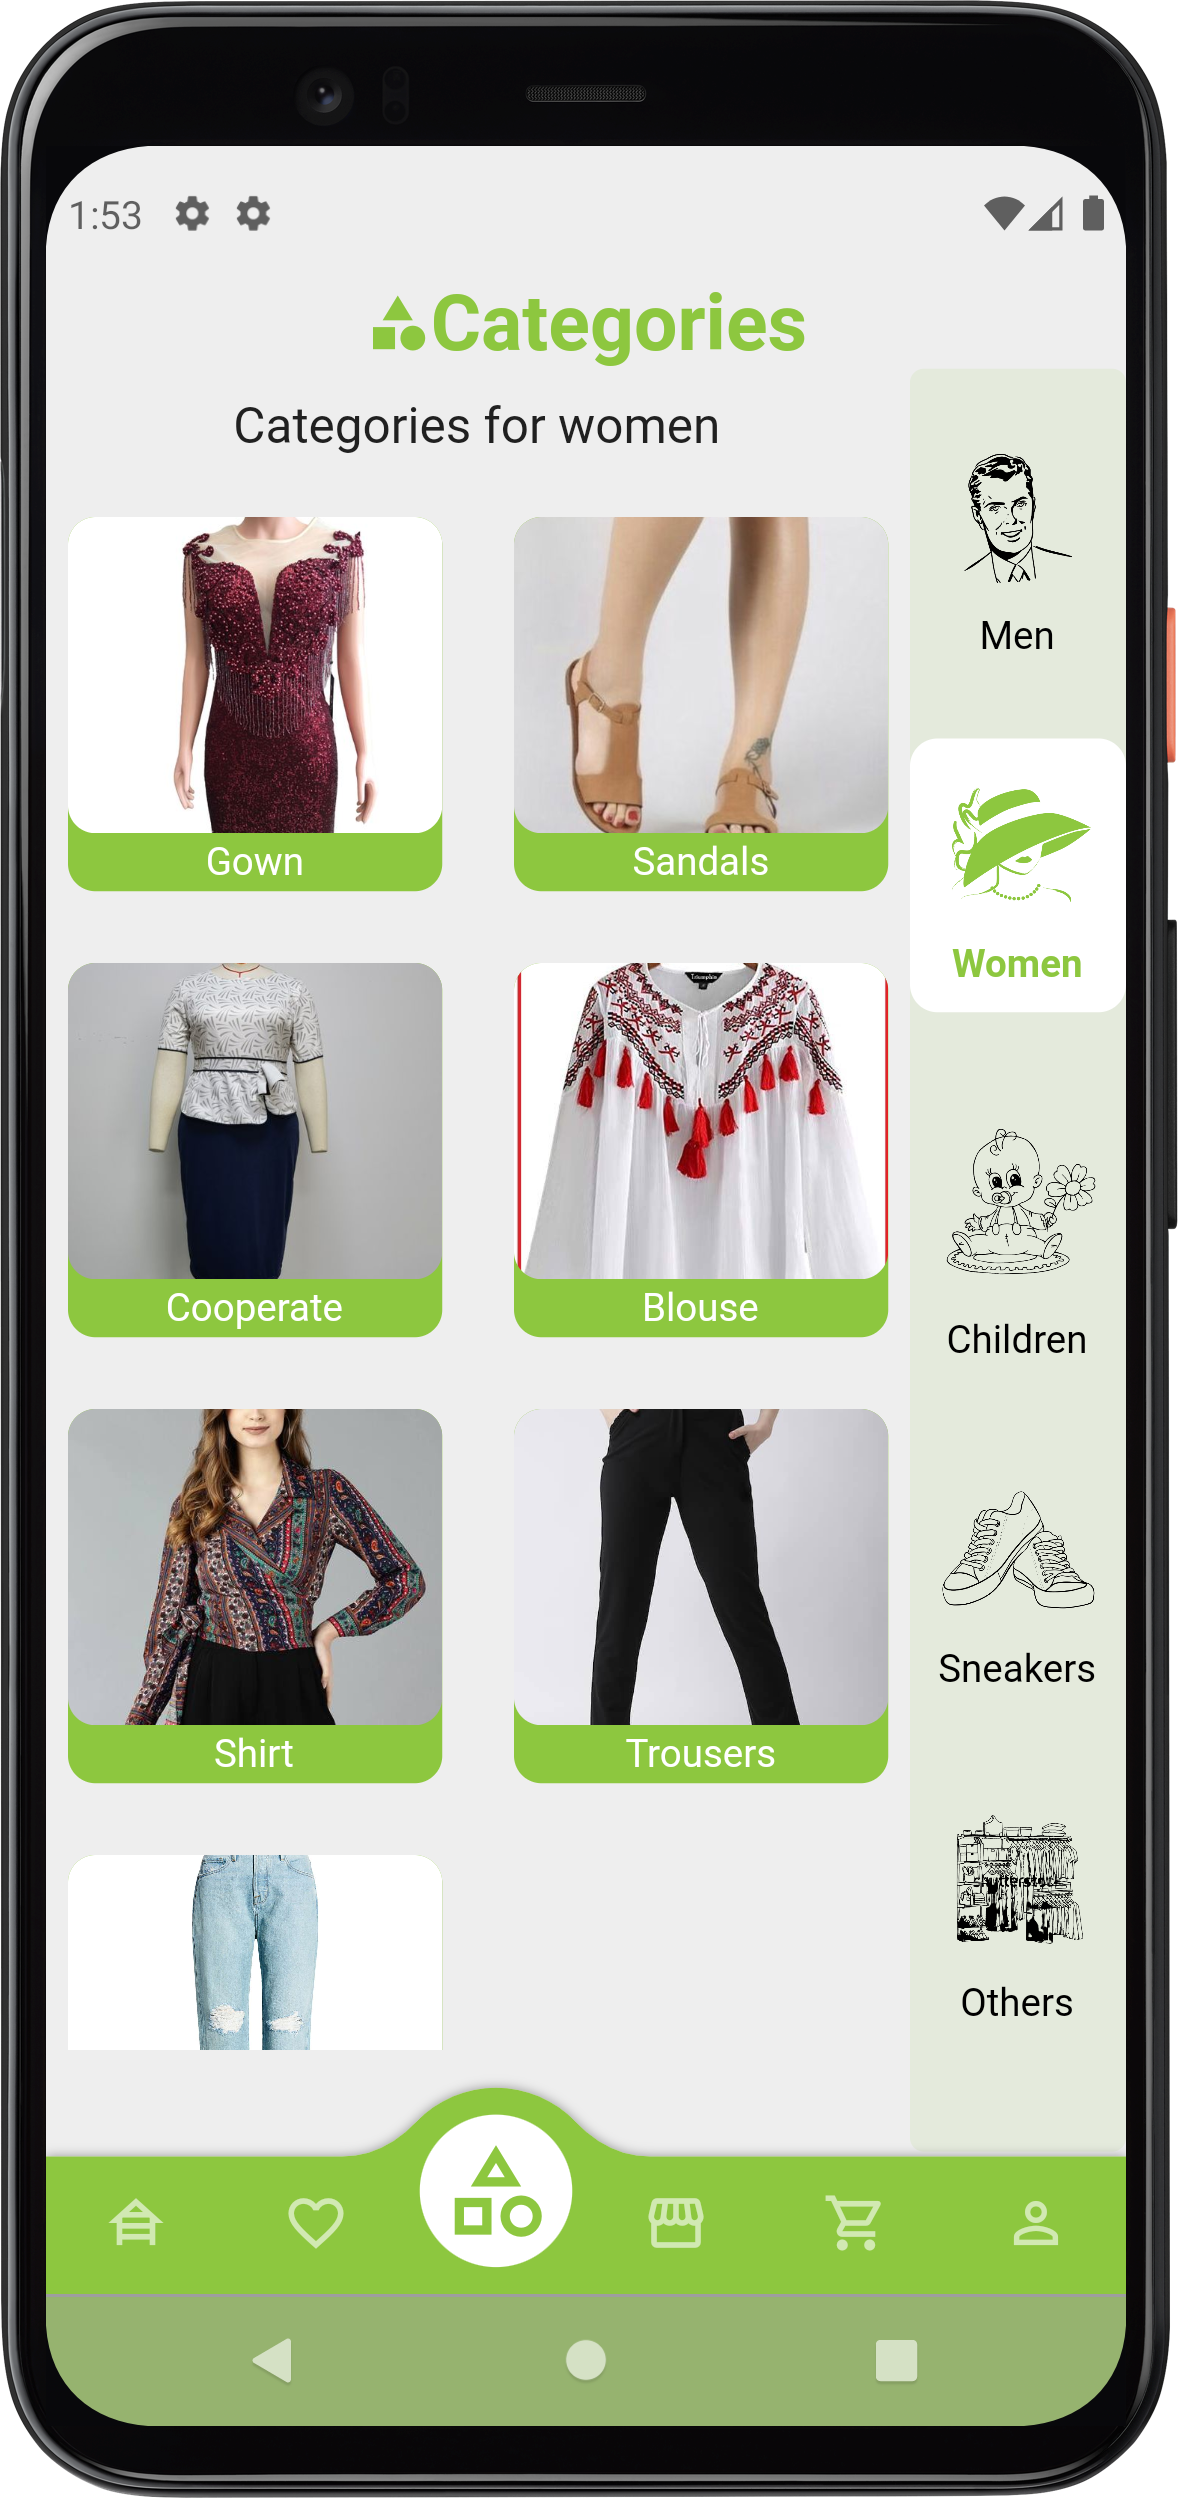 1:53
Categories
Categories for women
Gown
Sandals
Cooperate
Blouse
Shirt
Trousers
Men
Women
Children
Sneakers
Others